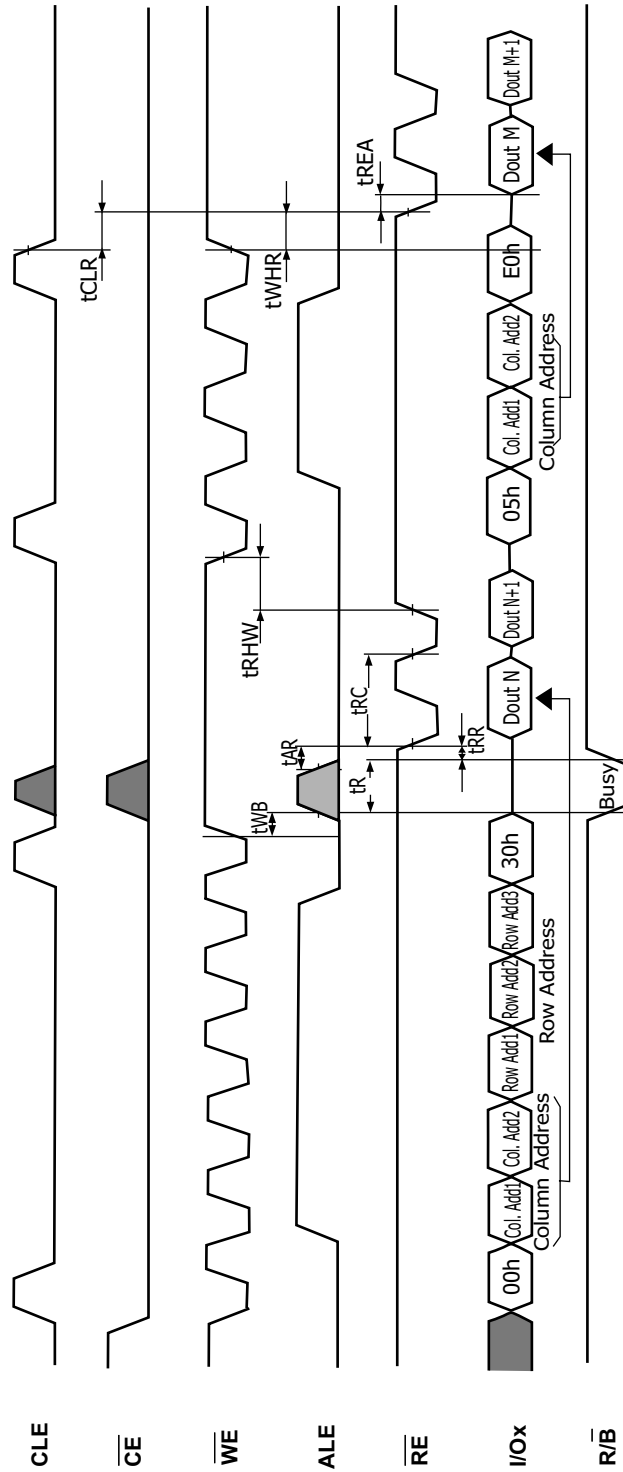 CLE
CE
WE
ALE
RE
I/Ox
R/B
tCLR
tWHR
tREA
tWB
tAR
tRHW
tRC
tR
tRR
00h
Col. Add1
Col. Add2
Row Add1
Row Add2
Row Add3
30h
Dout N
Dout N+1
05h
Col. Add1
Col. Add2
E0h
Dout M
Dout M+1
Column Address
Row Address
Column Address
Busy